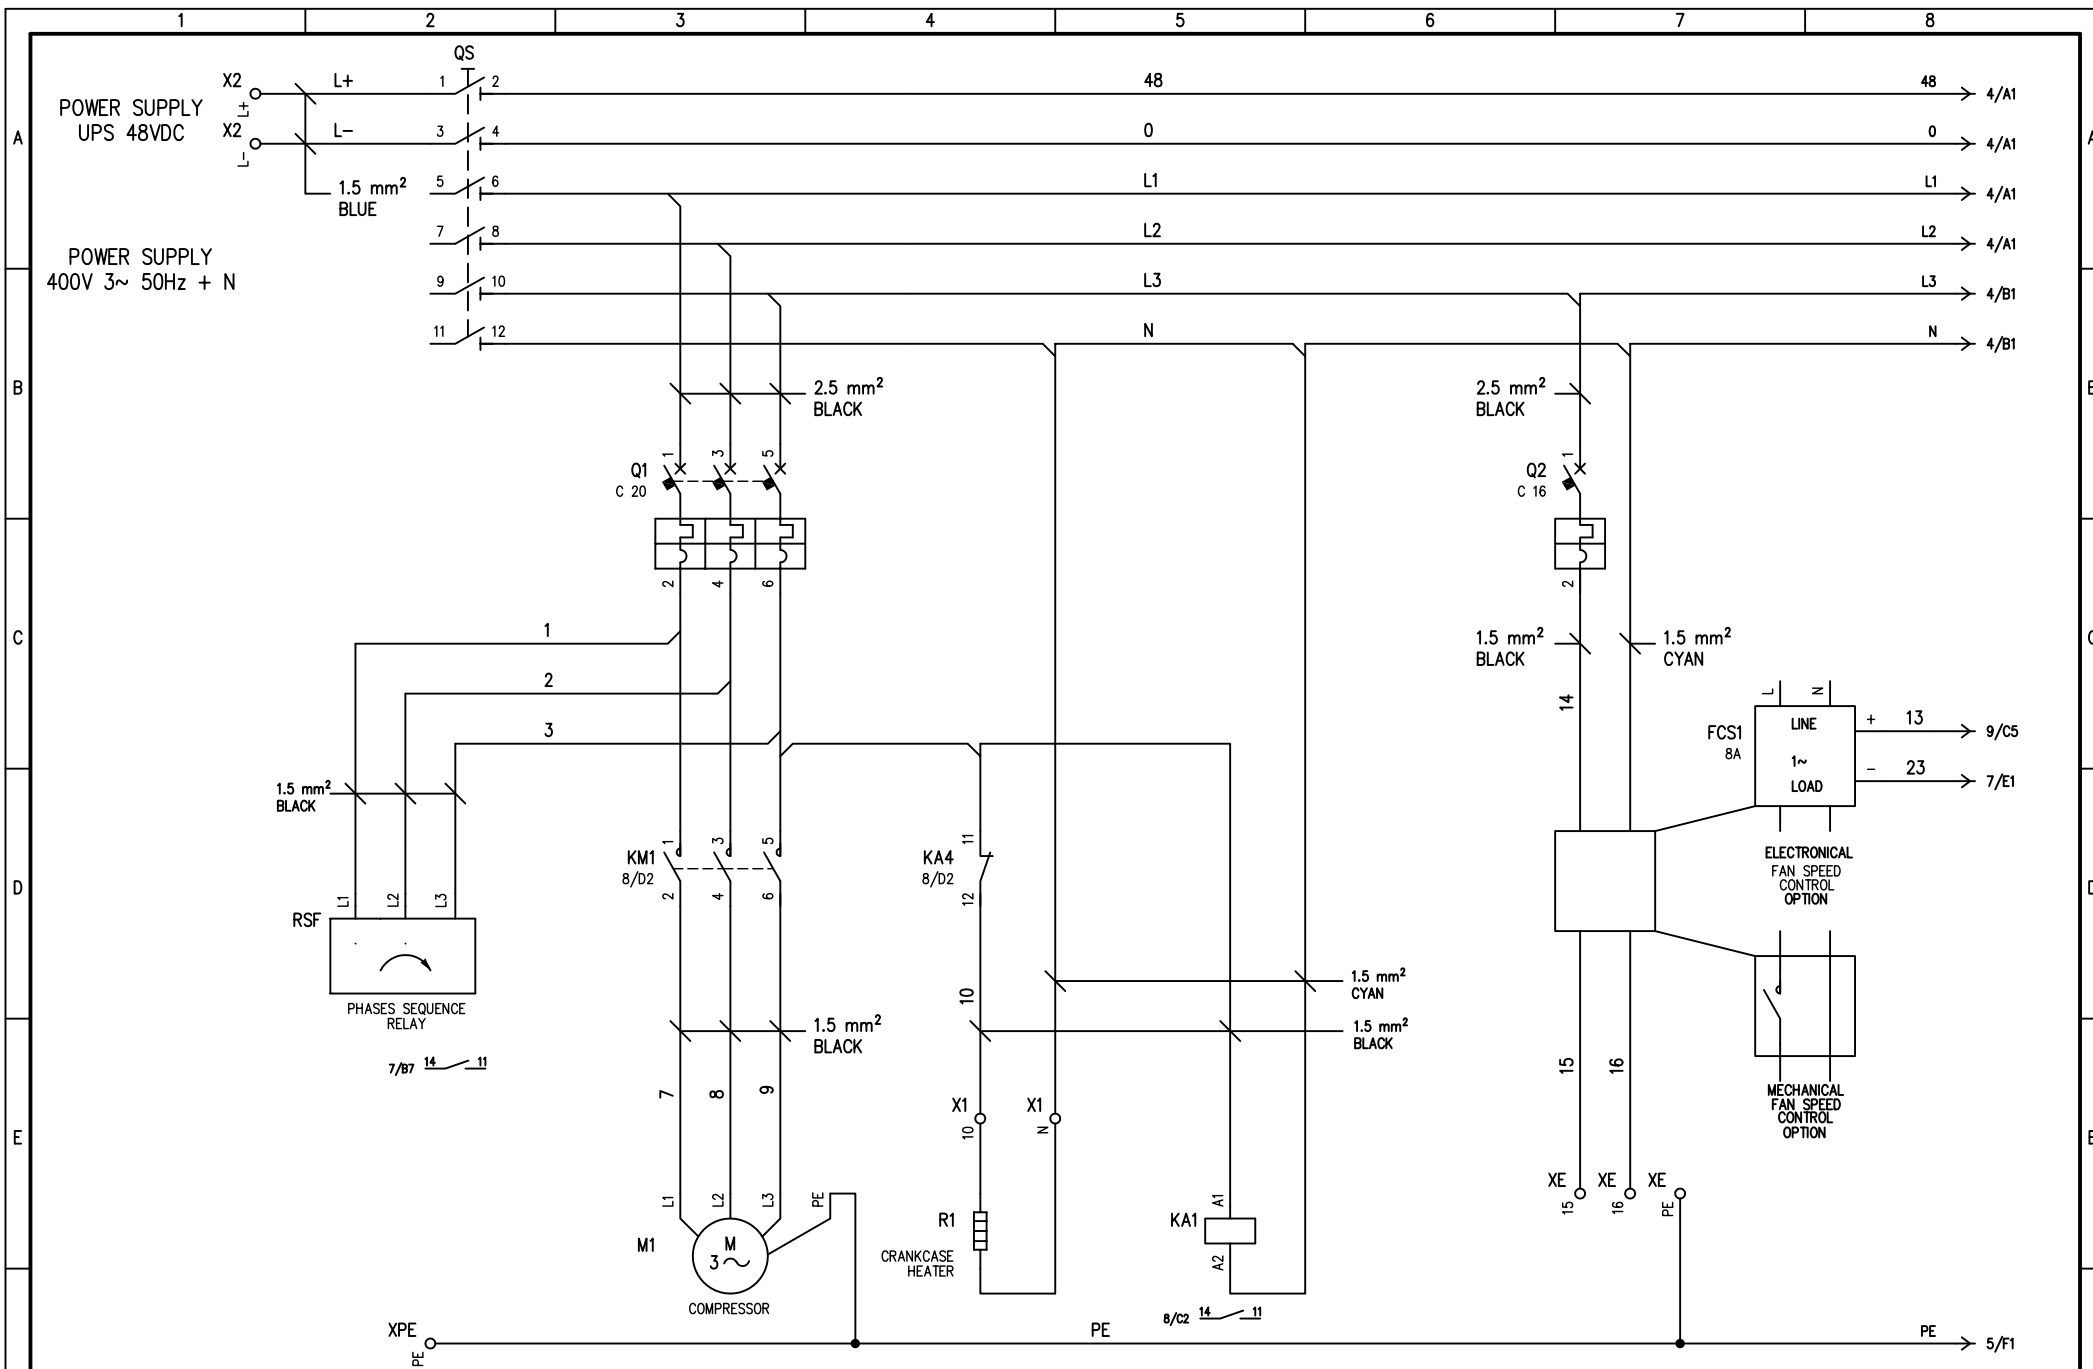 1 2 3 4 5 6 7 8
QS
X2 L+ 1 2 48 48 4/A1
L+
POWER SUPPLY
UPS 48VDC
X2 L- 3 4 0 0 4/A1
L-
A A
5 6 L1 L1 4/A1
1.5 mm²
BLUE
7 8 L2 L2 4/A1
POWER SUPPLY
400V 3~ 50Hz + N
9 10 L3 L3 4/B1
11 12 N N 4/B1
B B
2.5 mm²
BLACK
2.5 mm²
BLACK
1 3 5
Q1
C 20
2 4 6
1
Q2
C 16
2
C C
1
2
3
1.5 mm²
BLACK
1.5 mm²
CYAN
14
L N
FCS1
8A
LINE
1~
LOAD
+ 13 9/C5
- 23 7/E1
ELECTRONICAL
FAN SPEED
CONTROL
OPTION
1.5 mm²
BLACK
D D
KM1
8/D2
1 3 5
2 4 6
KA4
8/D2
11
12
L1 L2 L3
RSF
PHASES SEQUENCE
RELAY
7/B7 14 11
10
1.5 mm²
CYAN
1.5 mm²
BLACK
1.5 mm²
BLACK
7 8 9
15 16
MECHANICAL
FAN SPEED
CONTROL
OPTION
E E
X1 X1
10 N
XE XE XE
15 16 PE
L1 L2 L3 PE
M1
M
3
COMPRESSOR
R1
CRANKCASE
HEATER
A1
KA1
A2
8/C2 14 11
XPE PE PE 5/F1
PE